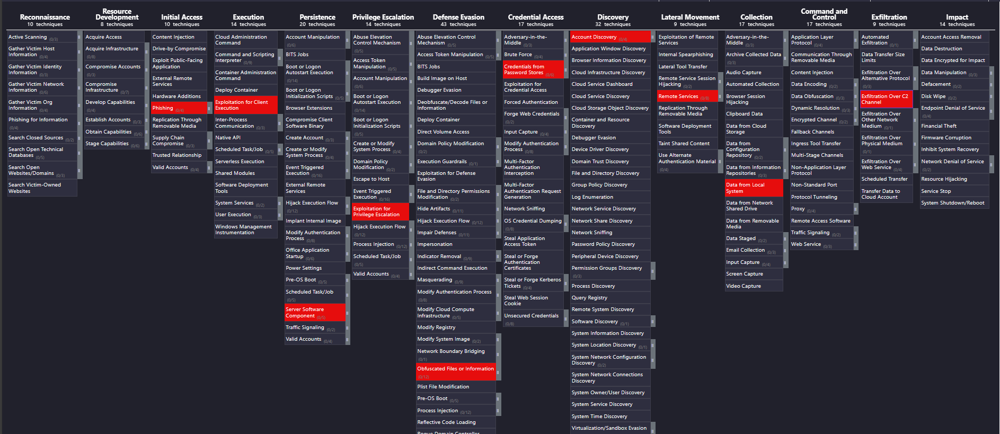 Reconnaissance
10 techniques
Active Scanning (0/3)
Gather Victim Host
Information (0/4)
Gather Victim Identity
Information (0/3)
Gather Victim Network
Information (0/6)
Gather Victim Org
Information (0/4)
Phishing for Information
(0/4)
Search Closed Sources (0/2)
Search Open Technical
Databases (0/5)
Search Open
Websites/Domains (0/3)
Search Victim-Owned
Websites
Resource
Development
8 techniques
Acquire Access
Acquire Infrastructure
(0/8)
Compromise Accounts
(0/3)
Compromise
Infrastructure (0/7)
Develop Capabilities
(0/4)
Establish Accounts (0/3)
Obtain Capabilities (0/6)
Stage Capabilities (0/6)
Initial Access
10 techniques
Content Injection
Drive-by Compromise
Exploit Public-Facing
Application
External Remote
Services
Hardware Additions
Phishing (0/4)
Replication Through
Removable Media
Supply Chain
Compromise (0/3)
Trusted Relationship
Valid Accounts (0/4)
Execution
14 techniques
Cloud Administration
Command
Command and Scripting
Interpreter (0/9)
Container Administration
Command
Deploy Container
Exploitation for Client
Execution
Inter-Process
Communication (0/3)
Native API
Scheduled Task/Job (0/5)
Serverless Execution
Shared Modules
Software Deployment
Tools
System Services (0/2)
User Execution (0/3)
Windows Management
Instrumentation
Persistence
20 techniques
Account Manipulation
(0/6)
BITS Jobs
Boot or Logon
Autostart Execution
(0/14)
Boot or Logon
Initialization Scripts (0/5)
Browser Extensions
Compromise Client
Software Binary
Create Account (0/3)
Create or Modify
System Process (0/4)
Event Triggered
Execution (0/16)
External Remote
Services
Hijack Execution Flow
(0/12)
Implant Internal Image
Modify Authentication
Process (0/8)
Office Application
Startup (0/6)
Power Settings
Pre-OS Boot (0/5)
Scheduled Task/Job
(0/5)
Server Software
Component (0/5)
Traffic Signaling (0/2)
Valid Accounts (0/4)
Privilege Escalation
14 techniques
Abuse Elevation
Control Mechanism
(0/5)
Access Token
Manipulation (0/5)
Account Manipulation
(0/6)
Boot or Logon
Autostart Execution
(0/14)
Boot or Logon
Initialization Scripts
(0/5)
Create or Modify
System Process (0/4)
Domain Policy
Modification (0/2)
Escape to Host
Event Triggered
Execution (0/16)
Exploitation for
Privilege Escalation
Hijack Execution Flow
(0/12)
Process Injection (0/12)
Scheduled Task/Job
(0/5)
Valid Accounts (0/4)
Defense Evasion
43 techniques
Abuse Elevation Control
Mechanism (0/5)
Access Token Manipulation (0/5)
BITS Jobs
Build Image on Host
Debugger Evasion
Deobfuscate/Decode Files or
Information
Deploy Container
Direct Volume Access
Domain Policy Modification
(0/2)
Execution Guardrails (0/1)
Exploitation for Defense
Evasion
File and Directory Permissions
Modification (0/2)
Hide Artifacts (0/11)
Hijack Execution Flow (0/12)
Impair Defenses (0/11)
Impersonation
Indicator Removal (0/9)
Indirect Command Execution
Masquerading (0/9)
Modify Authentication Process
(0/8)
Modify Cloud Compute
Infrastructure (0/5)
Modify Registry
Modify System Image (0/2)
Network Boundary Bridging
(0/1)
Obfuscated Files or Information
(0/12)
Plist File Modification
Pre-OS Boot (0/5)
Process Injection (0/12)
Reflective Code Loading
Rogue Domain Controller
Credential Access
17 techniques
Adversary-in-the-
Middle (0/3)
Brute Force (0/4)
Credentials from
Password Stores (0/6)
Exploitation for
Credential Access
Forced Authentication
Forge Web Credentials
(0/2)
Input Capture (0/4)
Modify Authentication
Process (0/8)
Multi-Factor
Authentication
Interception
Multi-Factor
Authentication Request
Generation
Network Sniffing
OS Credential Dumping
(0/8)
Steal Application
Access Token
Steal or Forge
Authentication
Certificates
Steal or Forge Kerberos
Tickets (0/4)
Steal Web Session
Cookie
Unsecured Credentials
(0/8)
Discovery
32 techniques
Account Discovery (0/4)
Application Window Discovery
Browser Information Discovery
Cloud Infrastructure Discovery
Cloud Service Dashboard
Cloud Service Discovery
Cloud Storage Object Discovery
Container and Resource
Discovery
Debugger Evasion
Device Driver Discovery
Domain Trust Discovery
File and Directory Discovery
Group Policy Discovery
Log Enumeration
Network Service Discovery
Network Share Discovery
Network Sniffing
Password Policy Discovery
Peripheral Device Discovery
Permission Groups Discovery
(0/3)
Process Discovery
Query Registry
Remote System Discovery
Software Discovery (0/1)
System Information Discovery
System Location Discovery (0/1)
System Network Configuration
Discovery (0/2)
System Network Connections
Discovery
System Owner/User Discovery
System Service Discovery
System Time Discovery
Virtualization/Sandbox Evasion
Lateral Movement
9 techniques
Exploitation of Remote
Services
Internal Spearphishing
Lateral Tool Transfer
Remote Service Session
Hijacking (0/2)
Remote Services (0/8)
Replication Through
Removable Media
Software Deployment
Tools
Taint Shared Content
Use Alternate
Authentication Material
(0/4)
Collection
17 techniques
Adversary-in-the-
Middle (0/3)
Archive Collected Data
(0/3)
Audio Capture
Automated Collection
Browser Session
Hijacking
Clipboard Data
Data from Cloud
Storage
Data from
Configuration
Repository (0/2)
Data from Information
Repositories (0/3)
Data from Local
System
Data from Network
Shared Drive
Data from Removable
Media
Data Staged (0/2)
Email Collection (0/3)
Input Capture (0/4)
Screen Capture
Video Capture
Command and
Control
17 techniques
Application Layer
Protocol (0/4)
Communication Through
Removable Media
Content Injection
Data Encoding (0/2)
Data Obfuscation (0/3)
Dynamic Resolution (0/3)
Encrypted Channel (0/2)
Fallback Channels
Ingress Tool Transfer
Multi-Stage Channels
Non-Application Layer
Protocol
Non-Standard Port
Protocol Tunneling
Proxy (0/4)
Remote Access Software
Traffic Signaling (0/2)
Web Service (0/3)
Exfiltration
9 techniques
Automated
Exfiltration (0/1)
Data Transfer Size
Limits
Exfiltration Over
Alternative Protocol
(0/3)
Exfiltration Over C2
Channel
Exfiltration Over
Other Network
Medium (0/1)
Exfiltration Over
Physical Medium
(0/1)
Exfiltration Over
Web Service (0/4)
Scheduled Transfer
Transfer Data to
Cloud Account
Impact
14 techniques
Account Access Removal
Data Destruction
Data Encrypted for Impact
Data Manipulation (0/3)
Defacement (0/2)
Disk Wipe (0/2)
Endpoint Denial of Service
(0/4)
Financial Theft
Firmware Corruption
Inhibit System Recovery
Network Denial of Service
(0/2)
Resource Hijacking
Service Stop
System Shutdown/Reboot